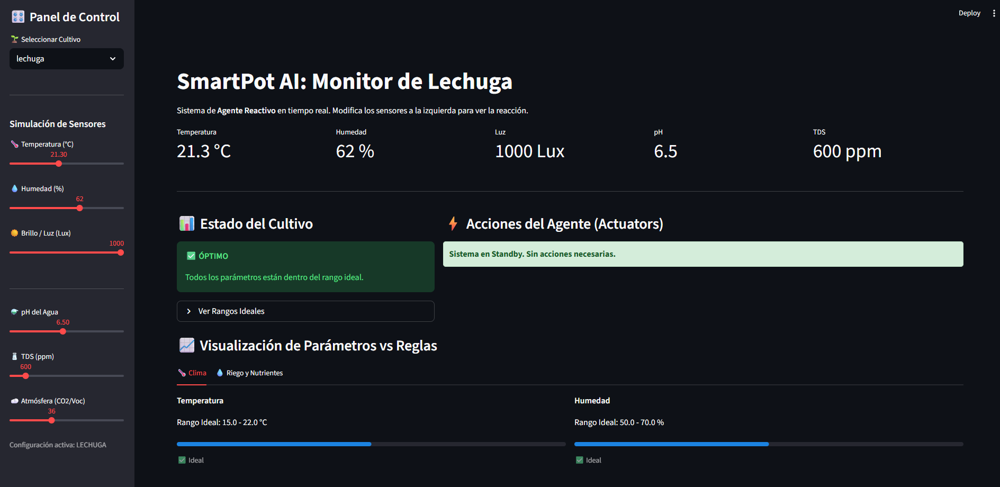 Panel de Control
Seleccionar Cultivo
lechuga
Simulación de Sensores
Temperatura (°C)
21.30
Humedad (%)
62
Brillo / Luz (Lux)
1000
pH del Agua
6.50
TDS (ppm)
600
Atmósfera (CO2/Voc)
36
Configuración activa: LECHUGA
Deploy
SmartPot AI: Monitor de Lechuga
Sistema de Agente Reactivo en tiempo real. Modifica los sensores a la izquierda para ver la reacción.
Temperatura
21.3 °C
Humedad
62 %
Luz
1000 Lux
pH
6.5
TDS
600 ppm
Estado del Cultivo
ÓPTIMO
Todos los parámetros están dentro del rango ideal.
Ver Rangos Ideales
Acciones del Agente (Actuators)
Sistema en Standby. Sin acciones necesarias.
Visualización de Parámetros vs Reglas
Clima
Riego y Nutrientes
Temperatura
Rango Ideal: 15.0 - 22.0 °C
Ideal
Humedad
Rango Ideal: 50.0 - 70.0 %
Ideal